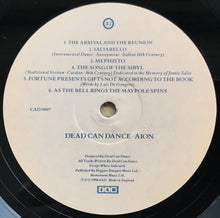 1. THE ARRIVAL AND THE REUNION
2. SALTARELLO
(Instrumental Dance - Anonymous - Italian 14th Century)
3. MEPHISTO
4. THE SONG OF THE SIBYL
(Traditional Version - Catalan - 16th Century) Dedicated to the Memory of Jamie Salée
5. FORTUNE PRESENTS GIFTS NOT ACCORDING TO THE BOOK
(Words by Luis De Gongora)
6. AS THE BELL RINGS THE MAYPOLE SPINS
CAD 0007
DEAD CAN DANCE · AION
Produced By Dead Can Dance
All Tracks Written By Dead Can Dance
Except Where Indicated.
Published by Beggars Banquet Music Ltd./
Momentum Music Ltd.
℗ & © 1990 4.A.D. Made in England